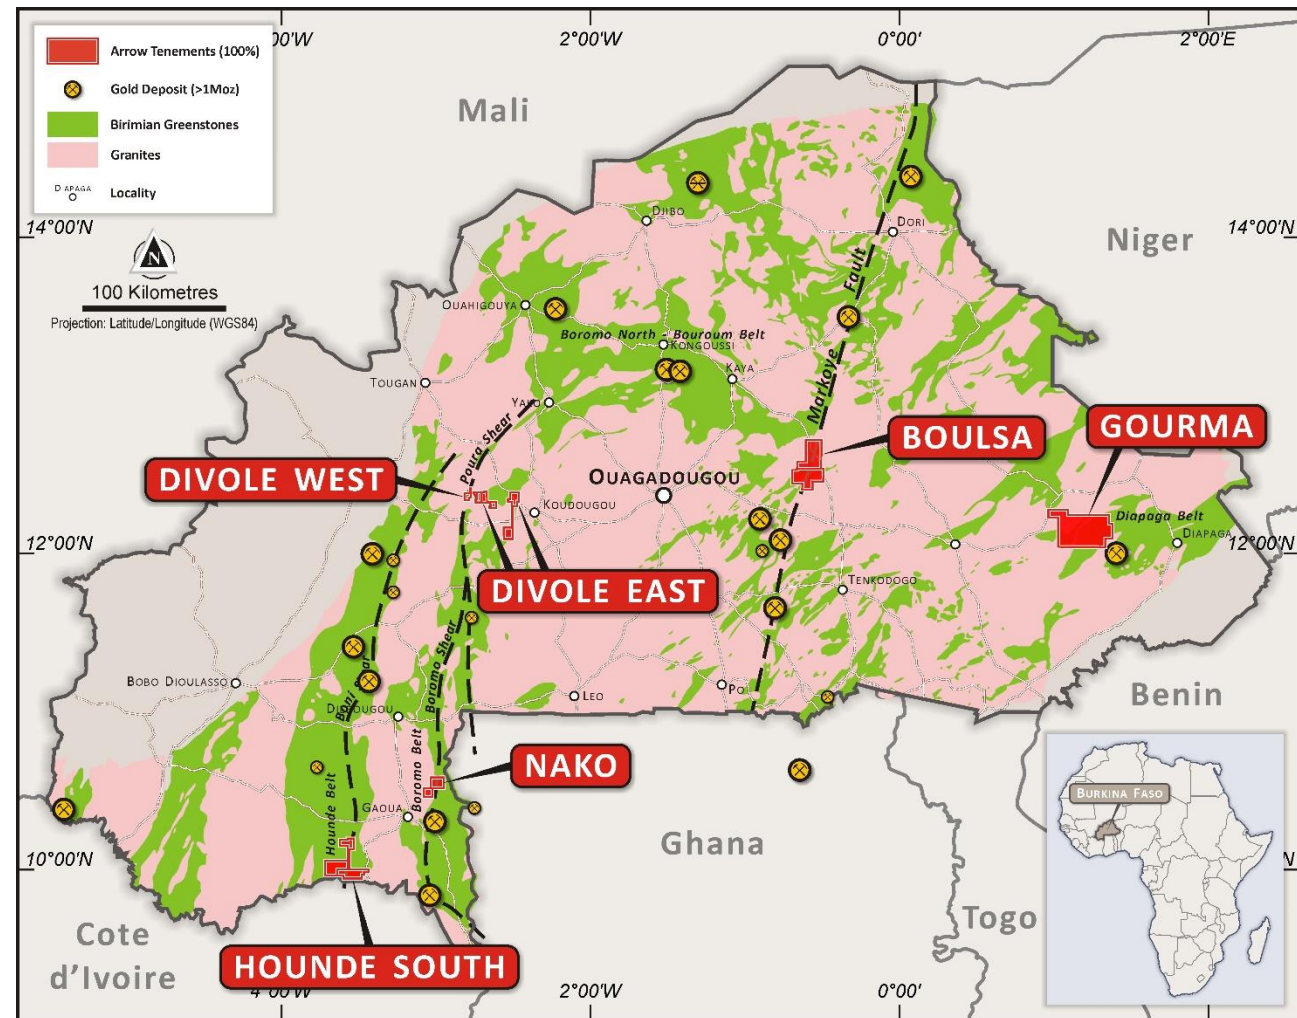 Arrow Tenements (100%)
Gold Deposit (>1Moz)
Birimian Greenstones
Granites
DIAPAGA
Locality
00'W
2°00'W
0°00'
2°00'E
Mali
14°00'N
14°00'N
N
100 Kilometres
Projection: Latitude/Longitude (WGS84)
Niger
DJIBO
DORI
OUAHIGOUYA
Boromo North - Bouroum Belt
KONGOUSSI
KAYA
Markoye Fault
TOUGAN
YAKO
Poura Shear
BOULSA
GOURMA
DIVOLE WEST
OUAGADOUGOU
KOUDOUGOU
Diapaga Belt
DIAPAGA
12°00'N
12°00'N
DIVOLE EAST
TENKODOGO
Boromo Shear
BOBO DIOULASSO
LEO
PO
Benin
NAKO
Boromo Belt
Hounde Belt
GAOUA
BURKINA FASO
10°00'N
N
Ghana
Togo
Cote
d'Ivoire
HOUNDE SOUTH
4°00'W
2°00'W
0°00'